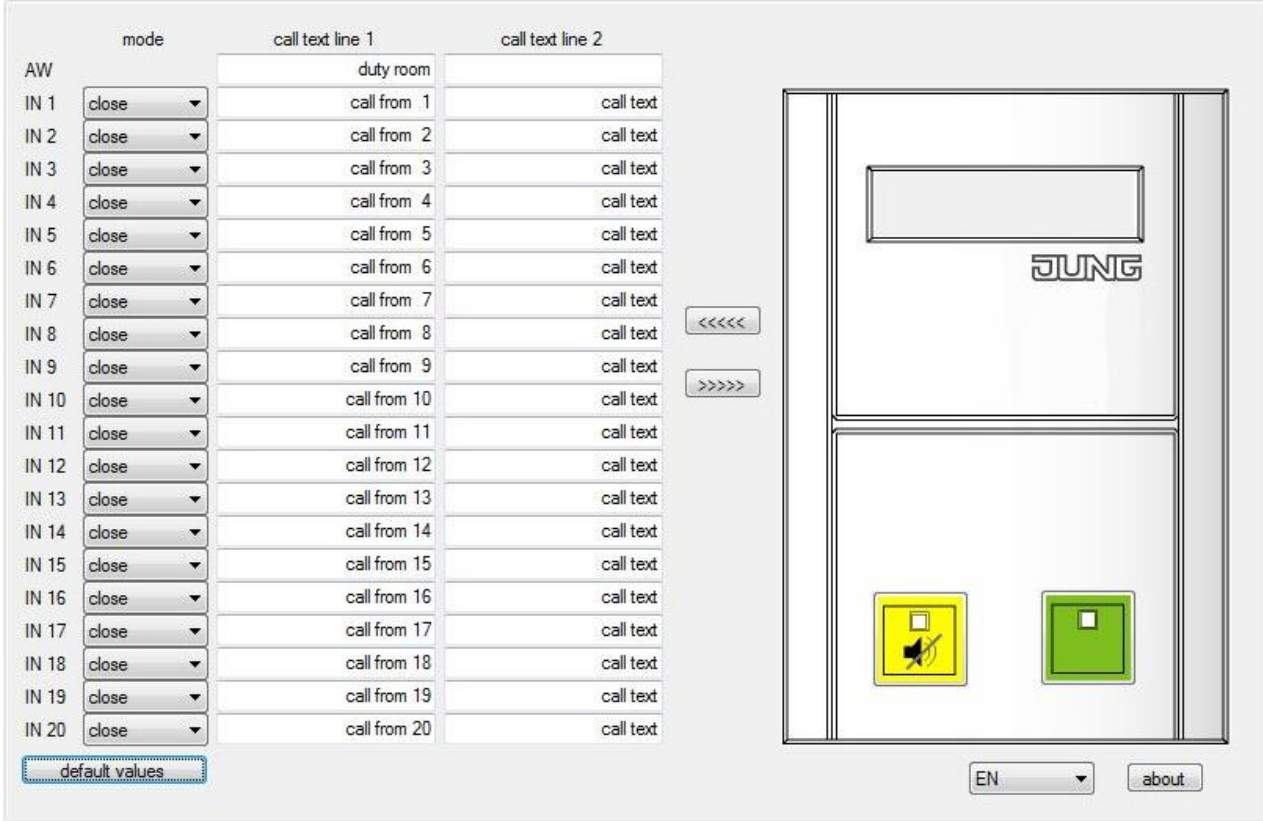 mode call text line 1 call text line 2
AW duty room
IN 1 close call from 1 call text
IN 2 close call from 2 call text
IN 3 close call from 3 call text
IN 4 close call from 4 call text
IN 5 close call from 5 call text
IN 6 close call from 6 call text
IN 7 close call from 7 call text
IN 8 close call from 8 call text
IN 9 close call from 9 call text
IN 10 close call from 10 call text
IN 11 close call from 11 call text
IN 12 close call from 12 call text
IN 13 close call from 13 call text
IN 14 close call from 14 call text
IN 15 close call from 15 call text
IN 16 close call from 16 call text
IN 17 close call from 17 call text
IN 18 close call from 18 call text
IN 19 close call from 19 call text
IN 20 close call from 20 call text
default values
<<<<<
>>>>>
JUNG
EN about